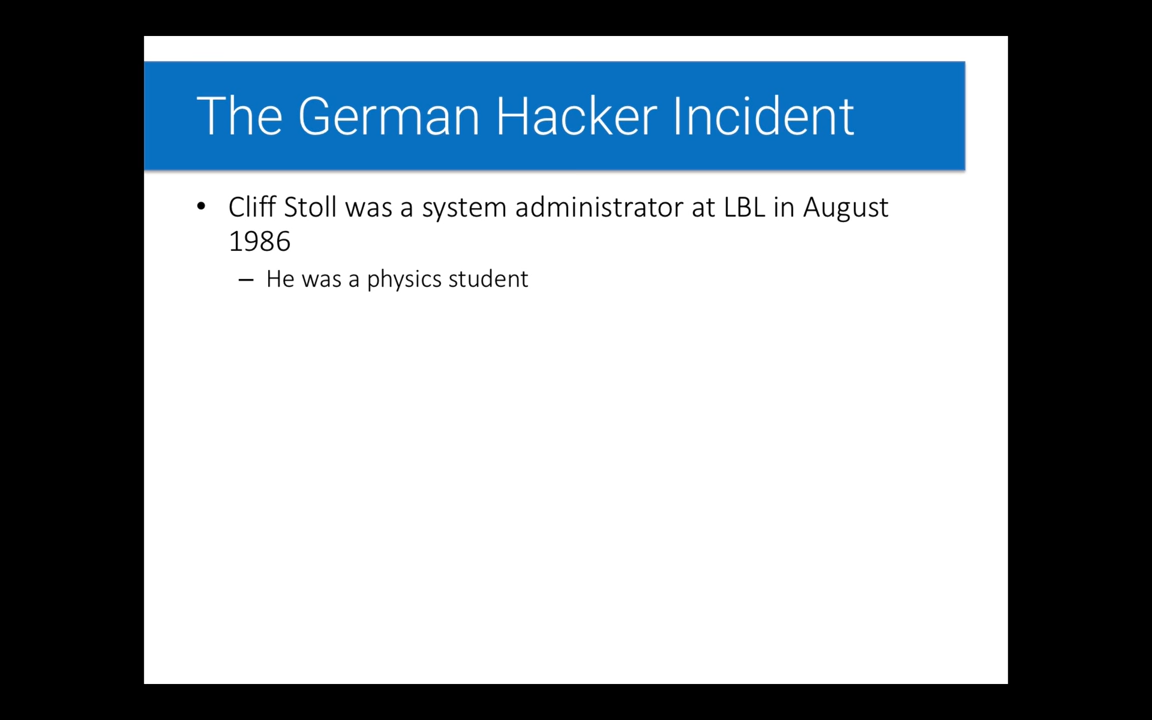 The German Hacker Incident
• Cliff Stoll was a system administrator at LBL in August
1986
– He was a physics student